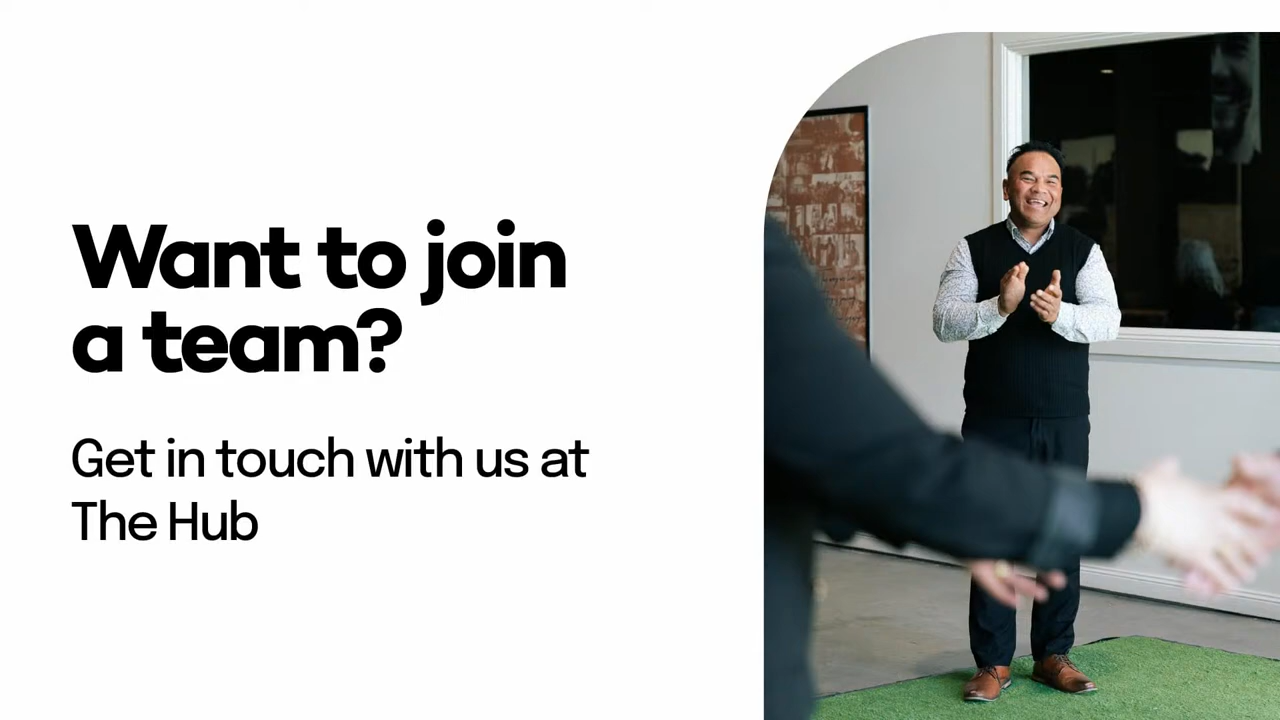 Want to join
a team?
Get in touch with us at
The Hub